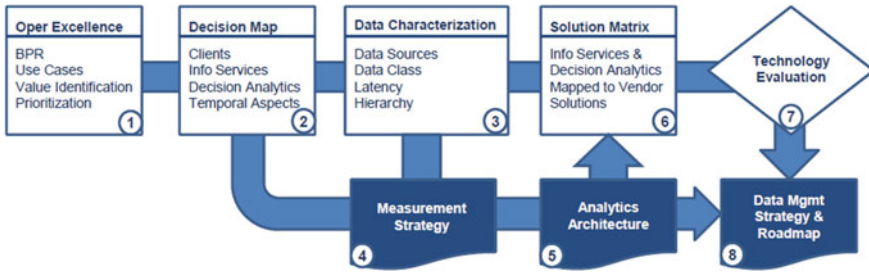 Oper Excellence
BPR
Use Cases
Value Identification
Prioritization
1
Decision Map
Clients
Info Services
Decision Analytics
Temporal Aspects
2
Data Characterization
Data Sources
Data Class
Latency
Hierarchy
3
Solution Matrix
Info Services &
Decision Analytics
Mapped to Vendor
Solutions
6
Technology
Evaluation
7
Measurement
Strategy
4
Analytics
Architecture
5
Data Mgmt
Strategy &
Roadmap
8